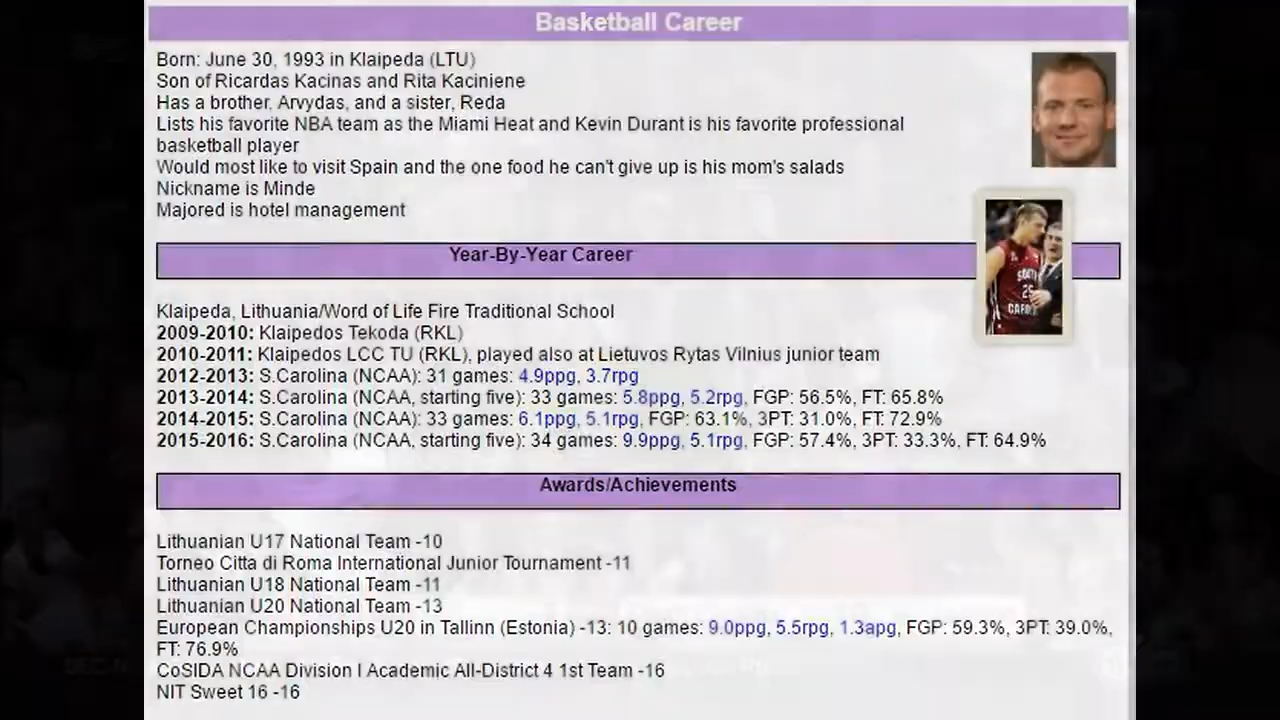 Basketball Career
Born: June 30, 1993 in Klaipeda (LTU)
Son of Ricardas Kacinas and Rita Kaciniene
Has a brother, Arvydas, and a sister, Reda
Lists his favorite NBA team as the Miami Heat and Kevin Durant is his favorite professional
basketball player
Would most like to visit Spain and the one food he can't give up is his mom's salads
Nickname is Minde
Majored is hotel management
Year-By-Year Career
Klaipeda, Lithuania/Word of Life Fire Traditional School
2009-2010: Klaipedos Tekoda (RKL)
2010-2011: Klaipedos LCC TU (RKL), played also at Lietuvos Rytas Vilnius junior team
2012-2013: S.Carolina (NCAA): 31 games: 4.9ppg, 3.7rpg
2013-2014: S.Carolina (NCAA, starting five): 33 games: 5.8ppg, 5.2rpg, FGP: 56.5%, FT: 65.8%
2014-2015: S.Carolina (NCAA): 33 games: 6.1ppg, 5.1rpg, FGP: 63.1%, 3PT: 31.0%, FT: 72.9%
2015-2016: S.Carolina (NCAA, starting five): 34 games: 9.9ppg, 5.1rpg, FGP: 57.4%, 3PT: 33.3%, FT: 64.9%
Awards/Achievements
Lithuanian U17 National Team -10
Torneo Citta di Roma International Junior Tournament -11
Lithuanian U18 National Team -11
Lithuanian U20 National Team -13
European Championships U20 in Tallinn (Estonia) -13: 10 games: 9.0ppg, 5.5rpg, 1.3apg, FGP: 59.3%, 3PT: 39.0%,
FT: 76.9%
CoSIDA NCAA Division I Academic All-District 4 1st Team -16
NIT Sweet 16 -16